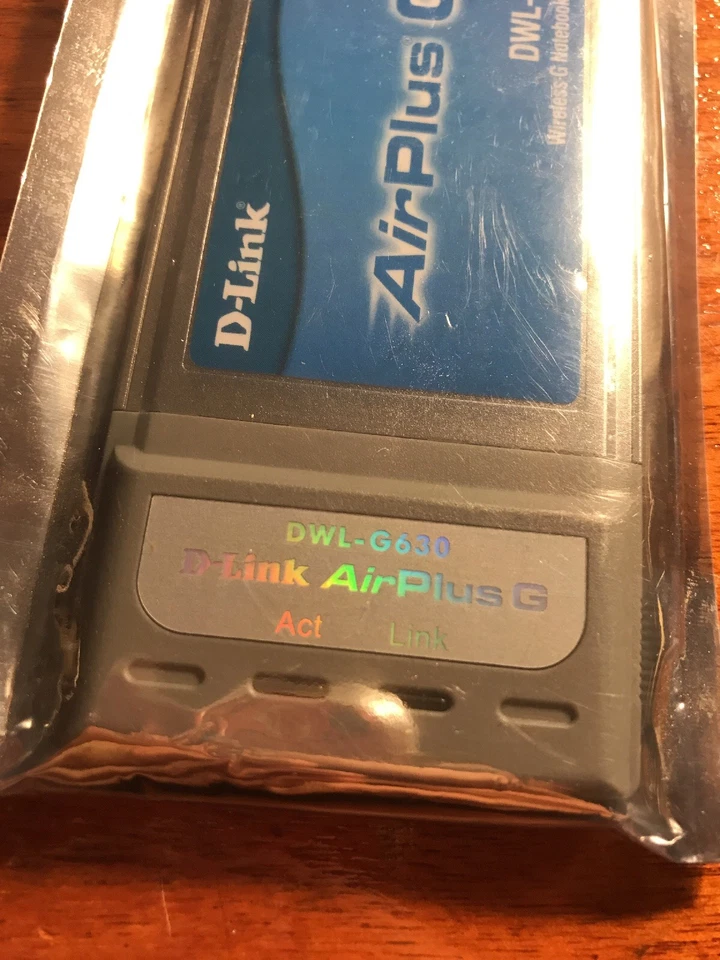 D-Link®
AirPlus G
DWL-
Wireless G Notebook
DWL-G630
D-Link AirPlus G
Act Link